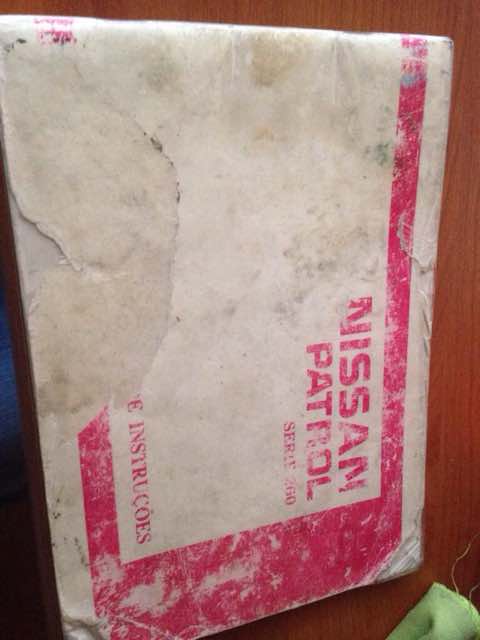 NISSAN
PATROL
SERIE 260
E INSTRUÇÕES